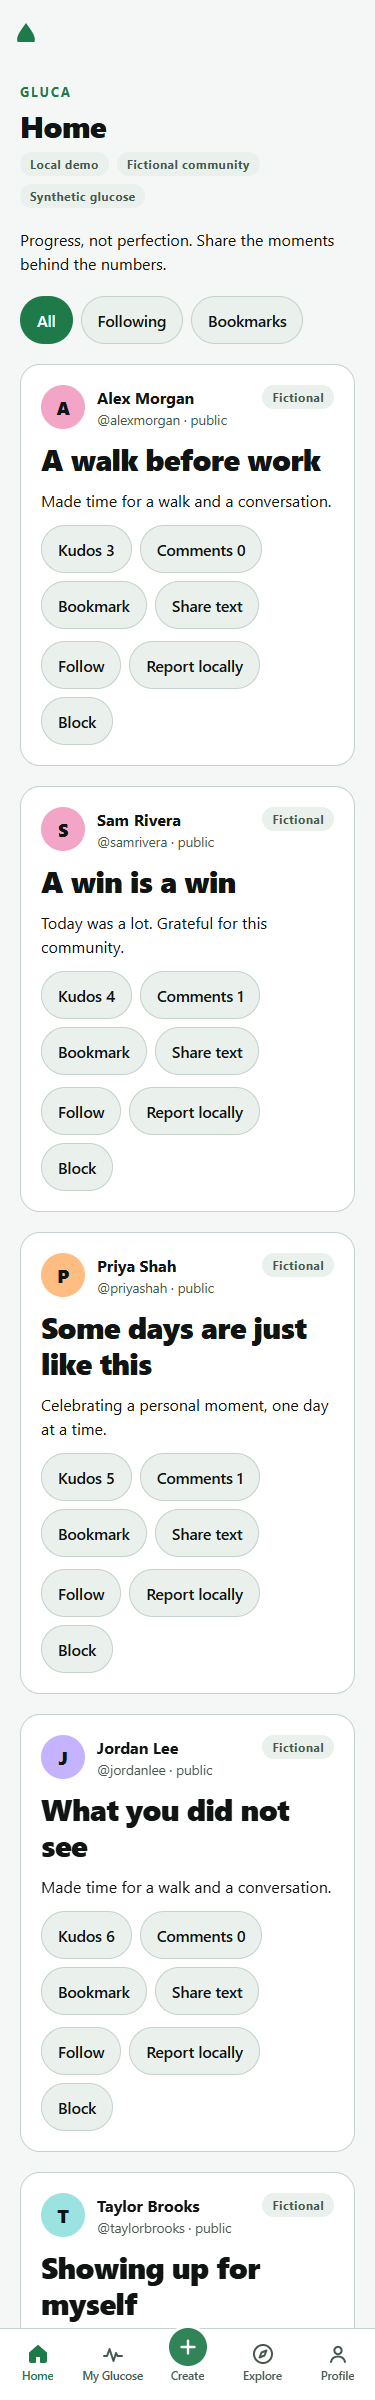 GLUCA
Home
Local demo
Fictional community
Synthetic glucose
Progress, not perfection. Share the moments
behind the numbers.
All
Following
Bookmarks
A
Alex Morgan
@alexmorgan · public
Fictional
A walk before work
Made time for a walk and a conversation.
Kudos 3
Comments 0
Bookmark
Share text
Follow
Report locally
Block
S
Sam Rivera
@samrivera · public
Fictional
A win is a win
Today was a lot. Grateful for this
community.
Kudos 4
Comments 1
Bookmark
Share text
Follow
Report locally
Block
P
Priya Shah
@priyashah · public
Fictional
Some days are just
like this
Celebrating a personal moment, one day
at a time.
Kudos 5
Comments 1
Bookmark
Share text
Follow
Report locally
Block
J
Jordan Lee
@jordanlee · public
Fictional
What you did not
see
Made time for a walk and a conversation.
Kudos 6
Comments 0
Bookmark
Share text
Follow
Report locally
Block
T
Taylor Brooks
@taylorbrooks · public
Fictional
Showing up for
myself
Home
My Glucose
Create
Explore
Profile